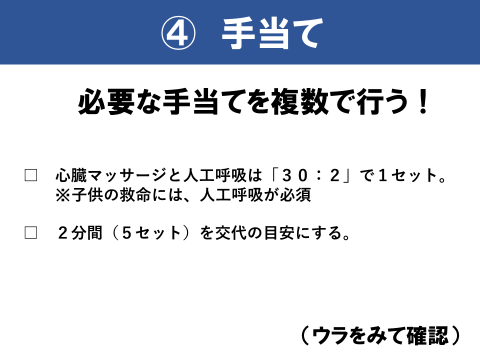 ④ 手当て
必要な手当てを複数で行う！
□ 心臓マッサージと人工呼吸は「３０：２」で１セット。
※子供の救命には、人工呼吸が必須
□ ２分間（５セット）を交代の目安にする。
（ウラをみて確認）